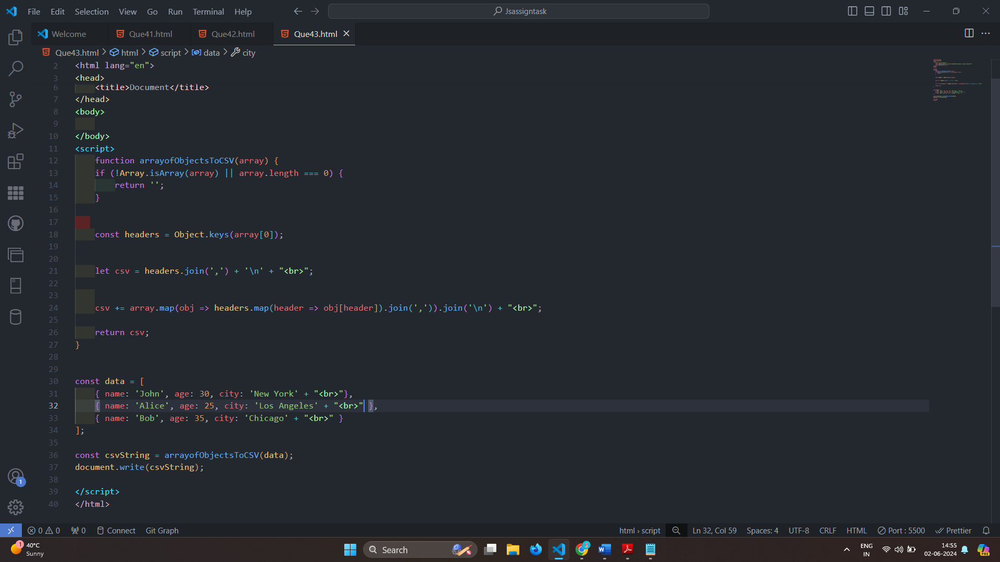 File Edit Selection View Go Run Terminal Help Jsassigntask
Welcome Que41.html Que42.html Que43.html
Que43.html > html > script > data > city
2 <html lang="en">
3 <head>
6 <title>Document</title>
7 </head>
8 <body>
9
10 </body>
11 <script>
12 function arrayofObjectsToCSV(array) {
13 if (!Array.isArray(array) || array.length === 0) {
14 return '';
15 }
16
17
18 const headers = Object.keys(array[0]);
19
20
21 let csv = headers.join(',') + '\n' + "<br>";
22
23
24 csv += array.map(obj => headers.map(header => obj[header]).join(',')).join('\n') + "<br>";
25
26 return csv;
27 }
28
29
30 const data = [
31 { name: 'John', age: 30, city: 'New York' + "<br>"},
32 { name: 'Alice', age: 25, city: 'Los Angeles' + "<br>" },
33 { name: 'Bob', age: 35, city: 'Chicago' + "<br>" }
34 ];
35
36 const csvString = arrayofObjectsToCSV(data);
37 document.write(csvString);
38
39 </script>
40 </html>
1
0 0 0 Connect Git Graph html › script Ln 32, Col 59 Spaces: 4 UTF-8 CRLF HTML Port : 5500 Prettier
1 40°C
Sunny
Search
ENG
IN
14:55
02-06-2024
PRE